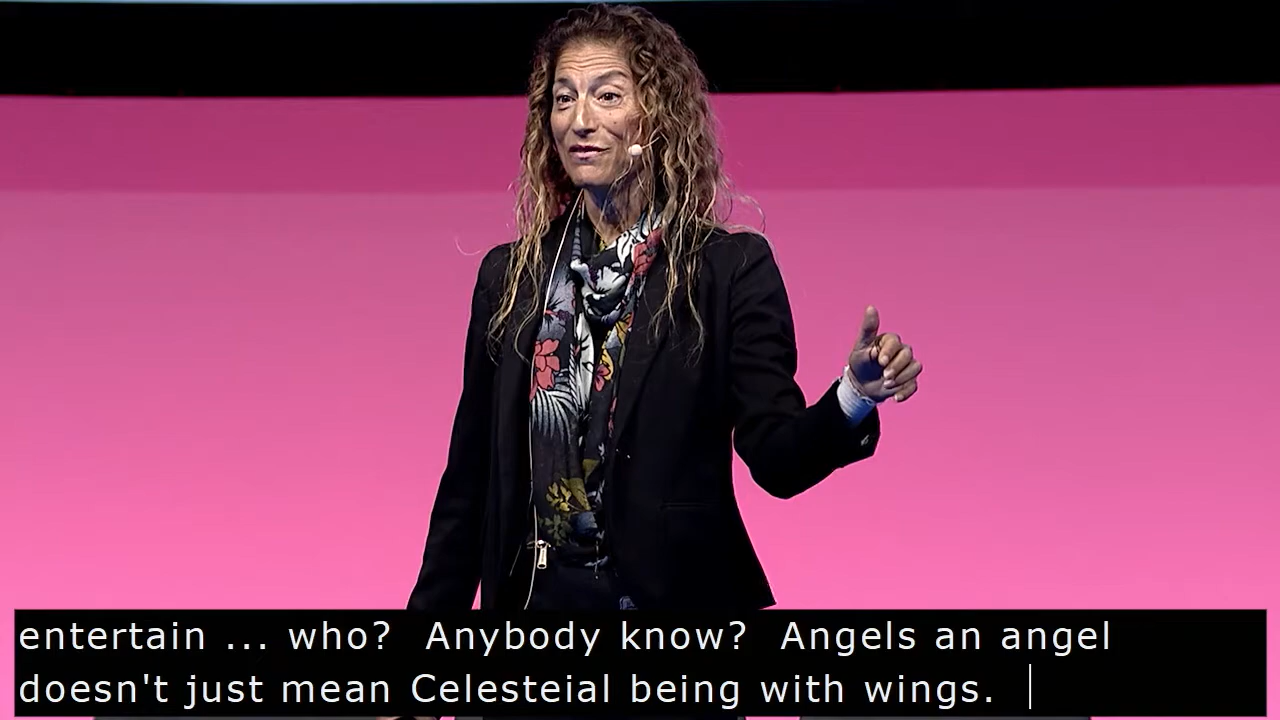 entertain ... who?  Anybody know?  Angels an angel
doesn't just mean Celesteial being with wings.